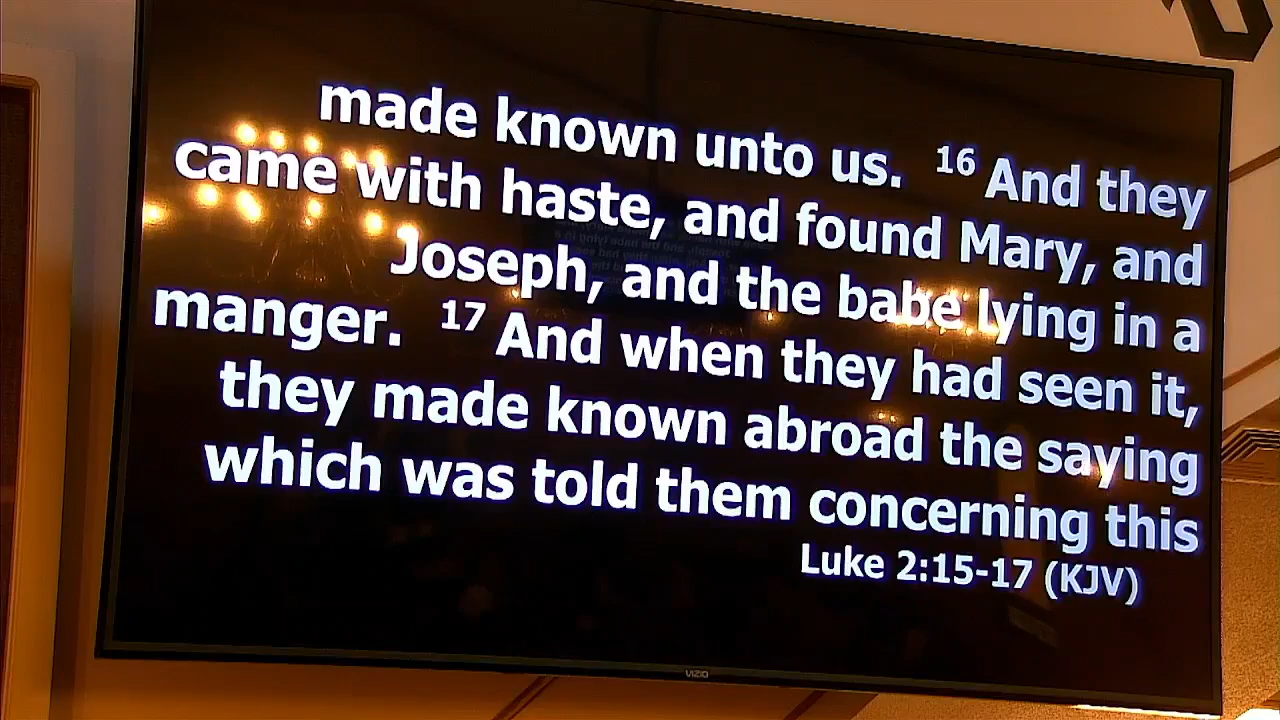 made known unto us. 16 And they
came with haste, and found Mary, and
Joseph, and the babe lying in a
manger. 17 And when they had seen it,
they made known abroad the saying
which was told them concerning this
Luke 2:15-17 (KJV)
VIZIO